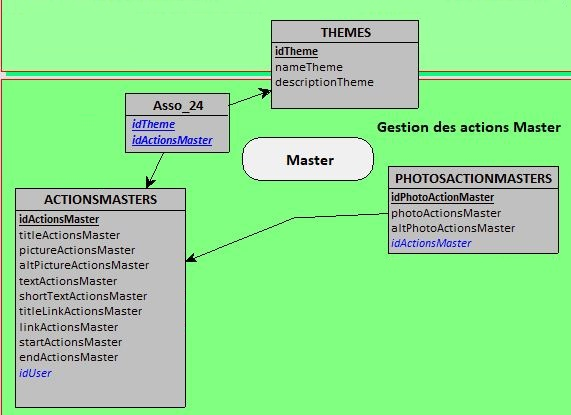 THEMES
idTheme
nameTheme
descriptionTheme
Asso_24
idTheme
idActionsMaster
Gestion des actions Master
Master
PHOTOSACTIONMASTERS
idPhotoActionMaster
photoActionsMaster
altPhotoActionsMaster
idActionsMaster
ACTIONSMASTERS
idActionsMaster
titleActionsMaster
pictureActionsMaster
altPictureActionsMaster
textActionsMaster
shortTextActionsMaster
titleLinkActionsMaster
linkActionsMaster
startActionsMaster
endActionsMaster
idUser